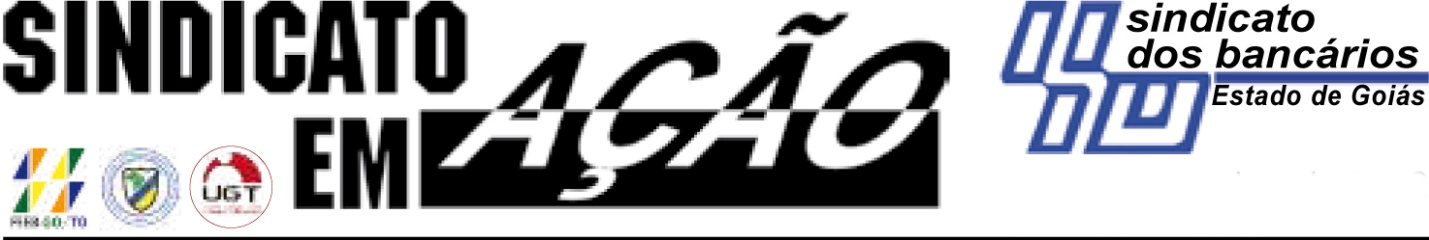 SINDICATO
EM AÇÃO
sindicato
dos bancários
Estado de Goiás
UGT